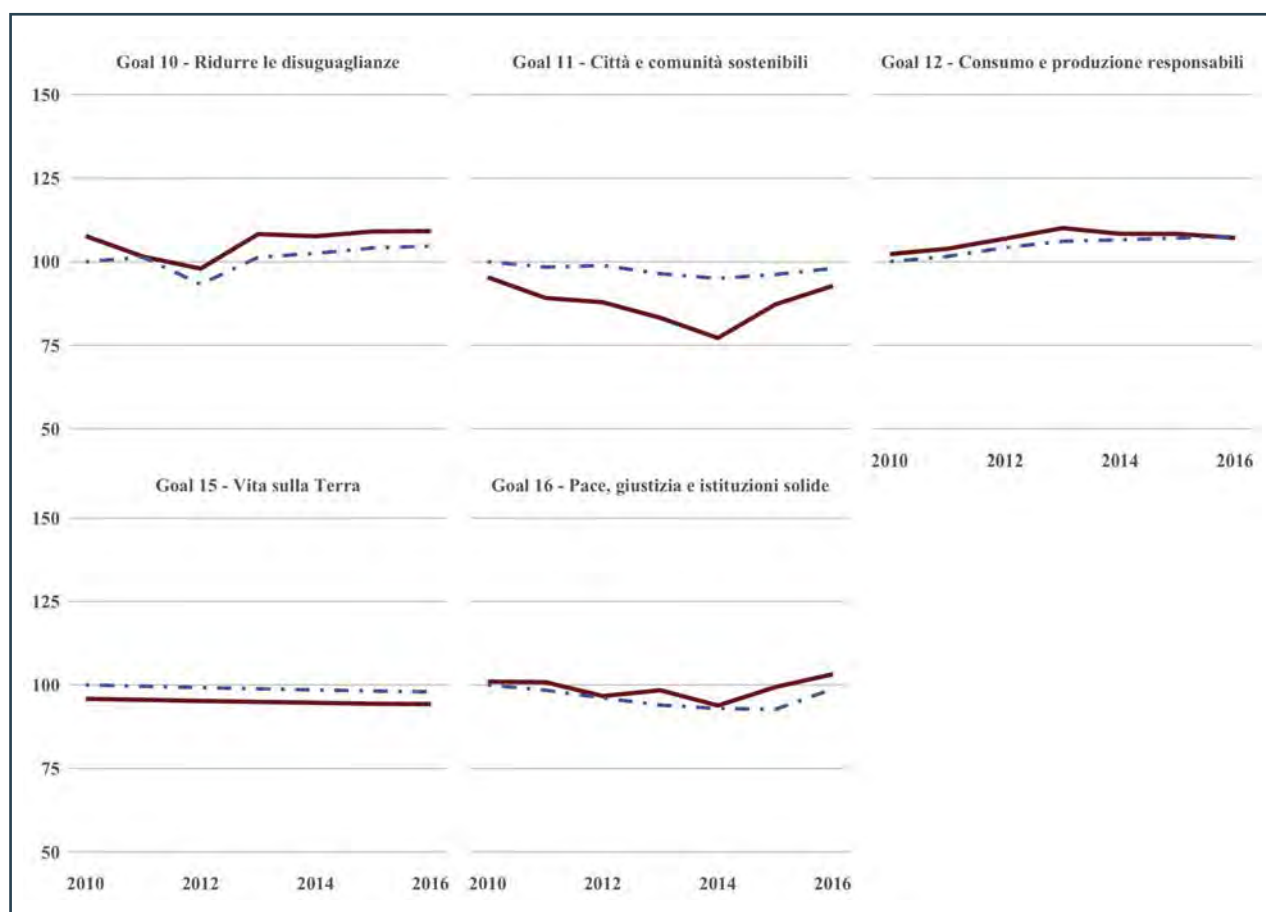 Goal 10 - Ridurre le disuguaglianze
Goal 11 - Città e comunità sostenibili
Goal 12 - Consumo e produzione responsabili
150
125
100
75
50
2010 2012 2014 2016
Goal 15 - Vita sulla Terra
Goal 16 - Pace, giustizia e istituzioni solide
150
125
100
75
50
2010 2012 2014 2016
2010 2012 2014 2016